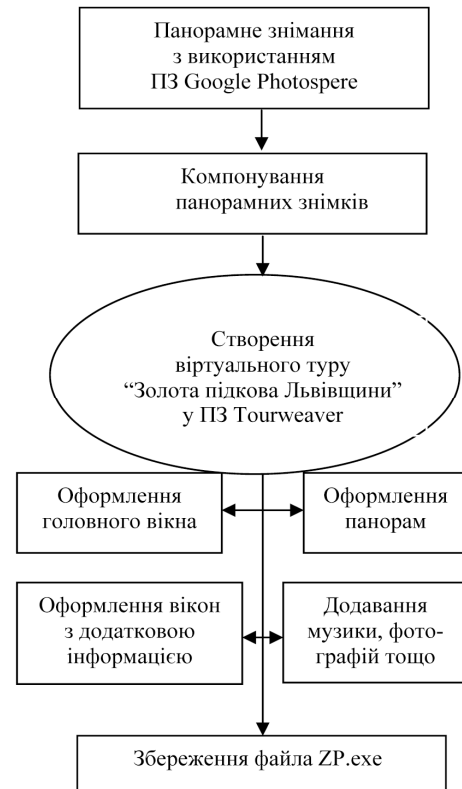 Панорамне знімання
з використанням
ПЗ Google Photospere
Компонування
панорамних знімків
Створення
віртуального туру
“Золота підкова Львівщини”
у ПЗ Tourweaver
Оформлення
головного вікна
Оформлення
панорам
Оформлення вікон
з додатковою
інформацією
Додавання
музики, фото-
графій тощо
Збереження файла ZP.exe